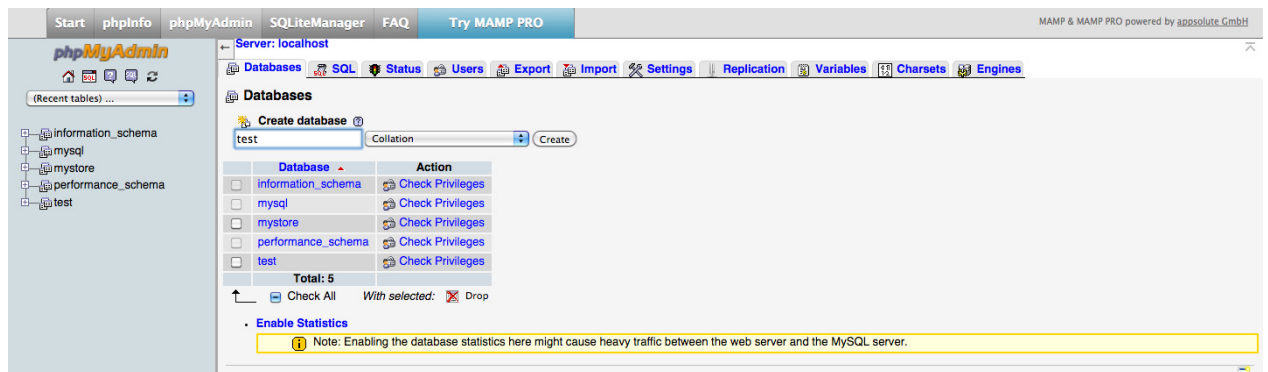 Start phpInfo phpMyAdmin SQLiteManager FAQ Try MAMP PRO MAMP & MAMP PRO powered by appsolute GmbH
phpMyAdmin
(Recent tables) ...
information_schema
mysql
mystore
performance_schema
test
Server: localhost
Databases SQL Status Users Export Import Settings Replication Variables Charsets Engines
Databases
Create database
test Collation Create
Database Action
information_schema Check Privileges
mysql Check Privileges
mystore Check Privileges
performance_schema Check Privileges
test Check Privileges
Total: 5
Check All With selected: Drop
Enable Statistics
Note: Enabling the database statistics here might cause heavy traffic between the web server and the MySQL server.